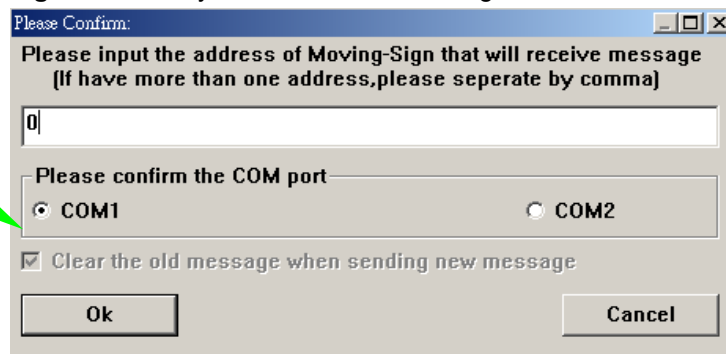 Please Confirm:
Please input the address of Moving-Sign that will receive message
(If have more than one address,please seperate by comma)
0
Please confirm the COM port
COM1 COM2
Clear the old message when sending new message
Ok Cancel